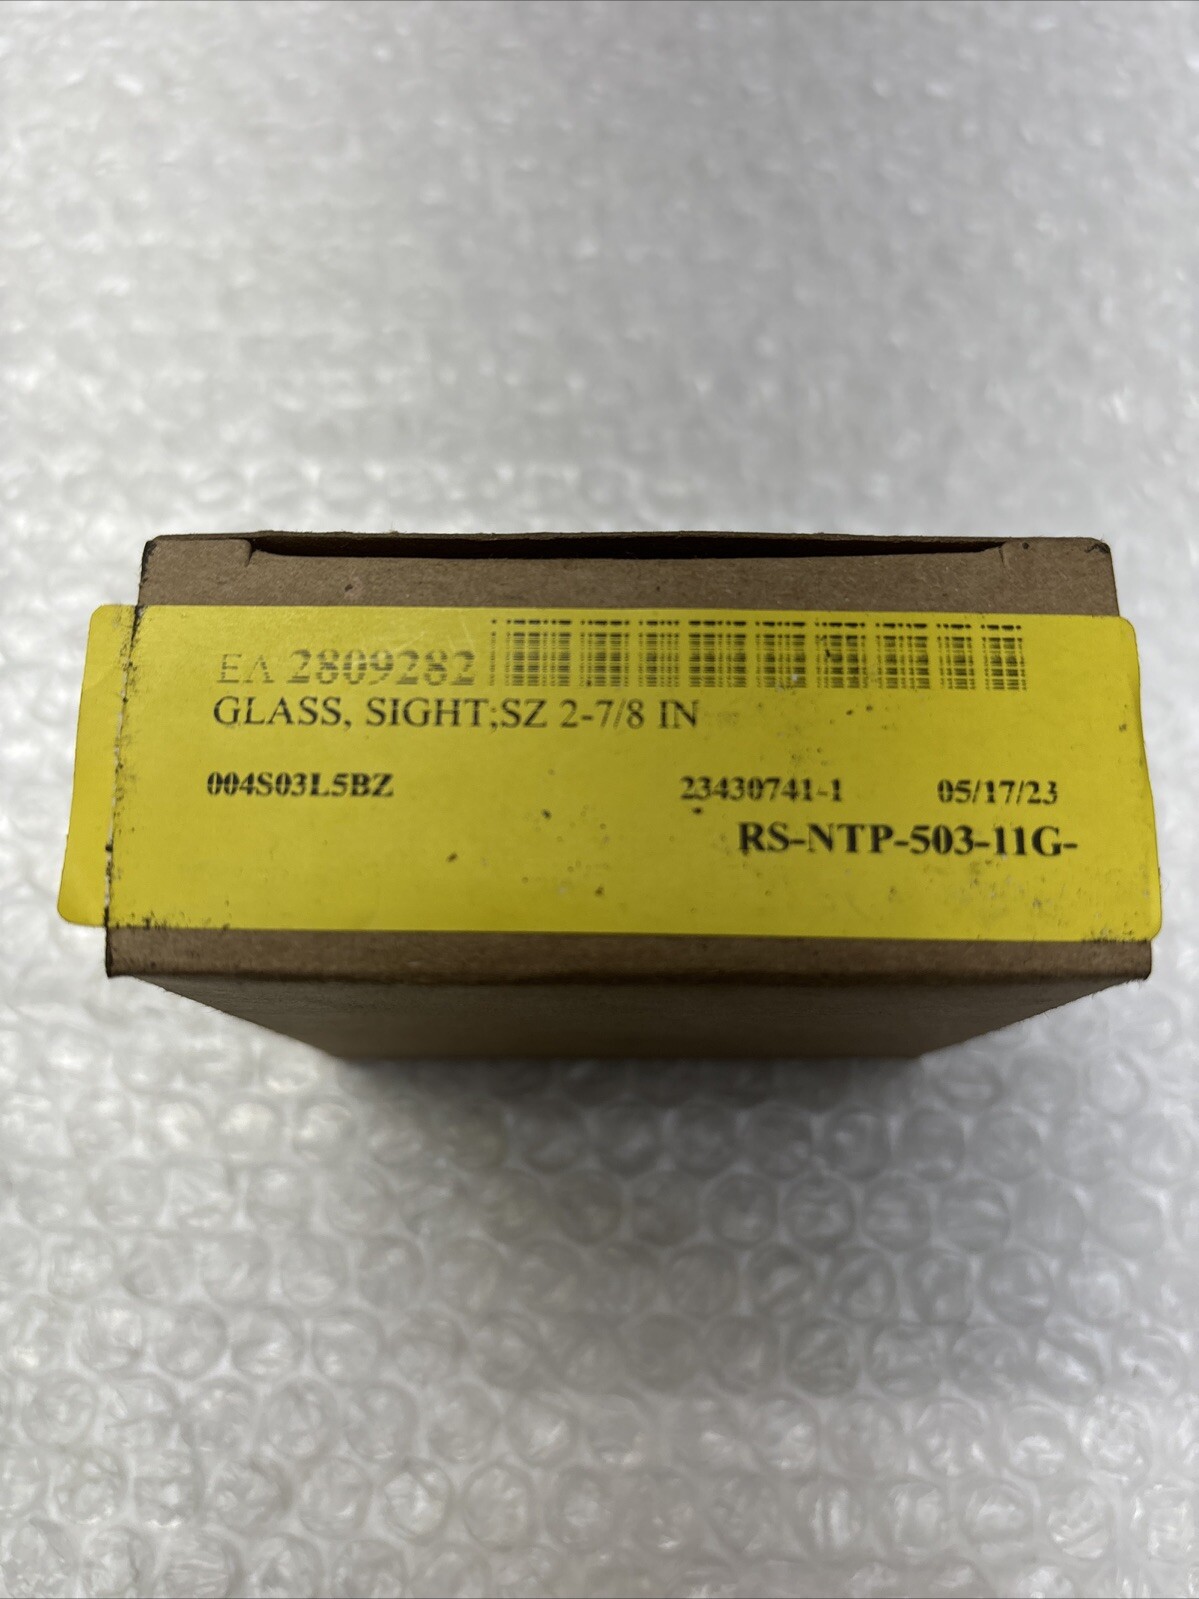 EA 2809282
GLASS, SIGHT;SZ 2-7/8 IN
004S03L5BZ 23430741-1 05/17/23
RS-NTP-503-11G-